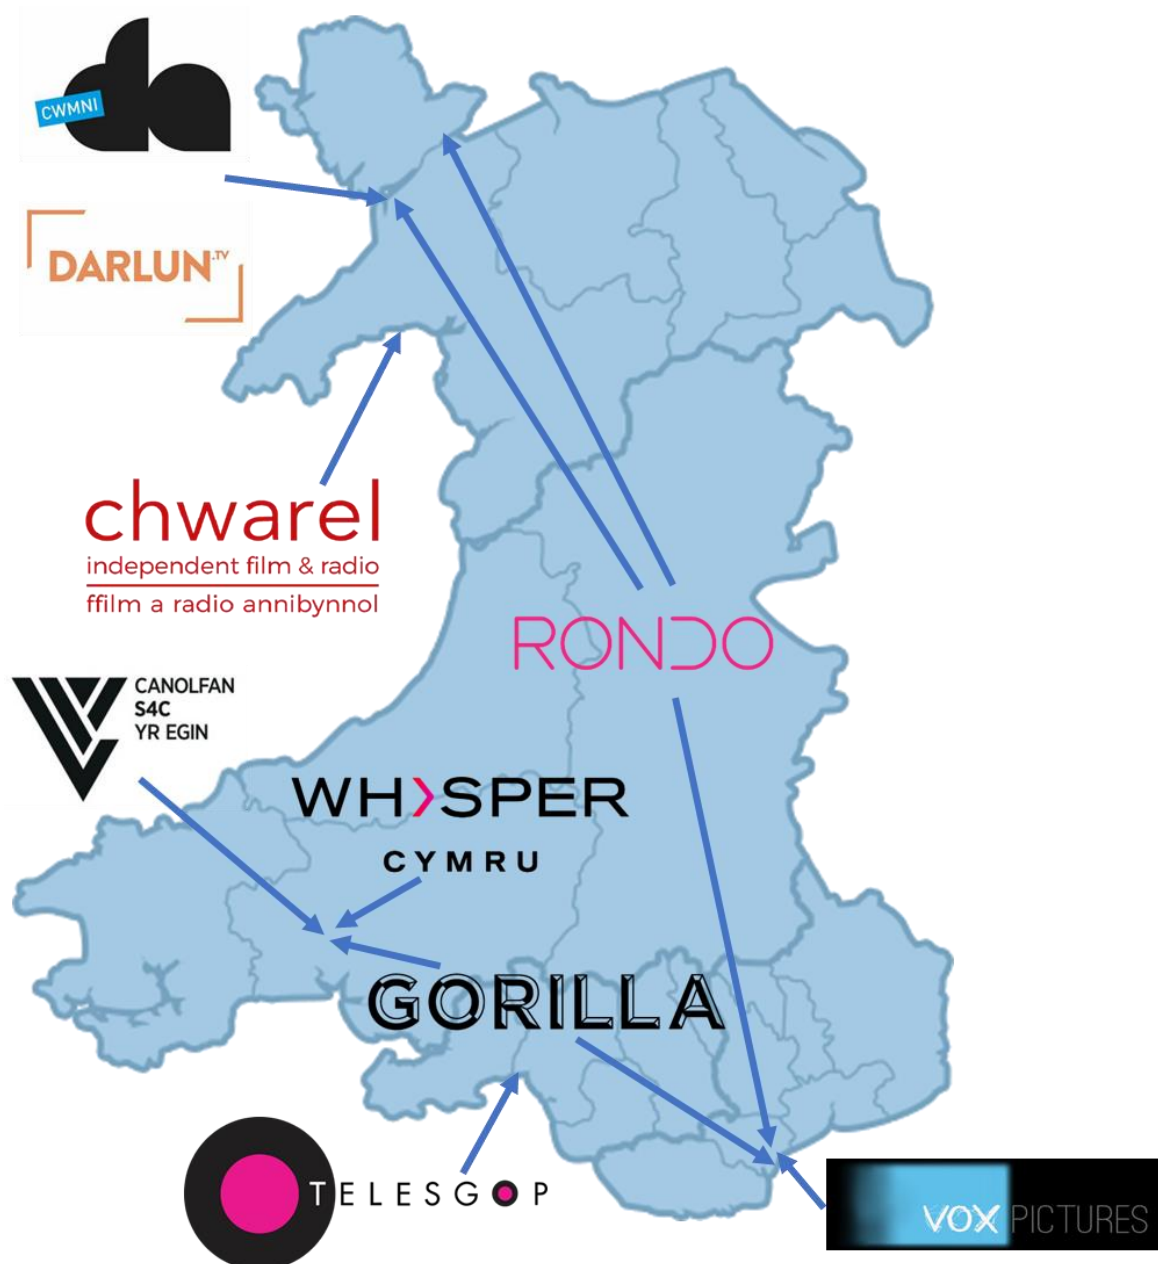 CWMNI
da
DARLUN.TV
chwarel
independent film & radio
ffilm a radio annibynnol
RONDO
CANOLFAN
S4C
YR EGIN
WHISPER
CYMRU
GORILLA
TELESGOP
VOX PICTURES